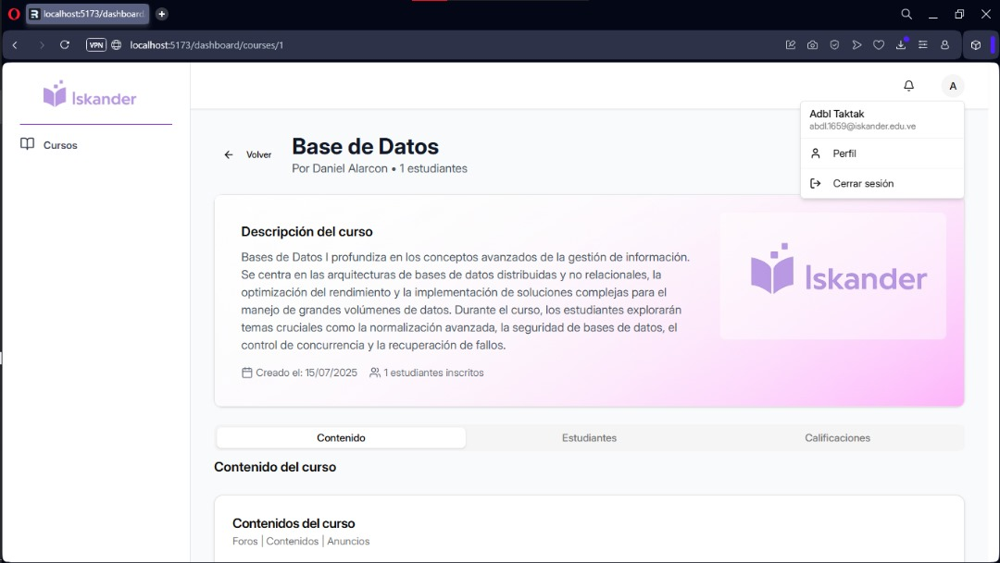 localhost:5173/dashboard
VPN
localhost:5173/dashboard/courses/1
Iskander
Cursos
A
Adbl Taktak
abdl.1659@iskander.edu.ve
Perfil
Cerrar sesión
Volver
Base de Datos
Por Daniel Alarcon • 1 estudiantes
Descripción del curso
Bases de Datos I profundiza en los conceptos avanzados de la gestión de información.
Se centra en las arquitecturas de bases de datos distribuidas y no relacionales, la
optimización del rendimiento y la implementación de soluciones complejas para el
manejo de grandes volúmenes de datos. Durante el curso, los estudiantes explorarán
temas cruciales como la normalización avanzada, la seguridad de bases de datos, el
control de concurrencia y la recuperación de fallos.
Creado el: 15/07/2025
1 estudiantes inscritos
Iskander
Contenido
Estudiantes
Calificaciones
Contenido del curso
Contenidos del curso
Foros | Contenidos | Anuncios